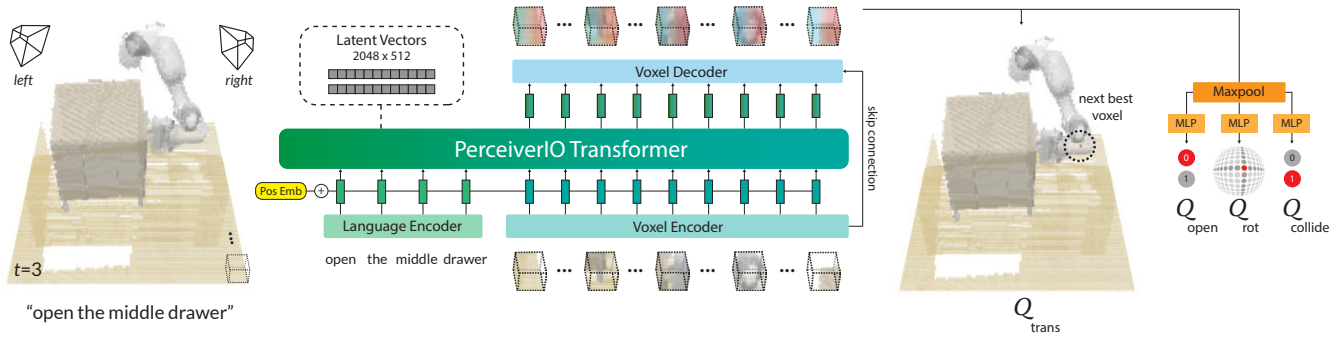 left
right
t=3
“open the middle drawer”
Latent Vectors
2048 x 512
Voxel Decoder
PerceiverIO Transformer
skip connection
Pos Emb
+
Language Encoder
Voxel Encoder
open the middle drawer
next best
voxel
Q trans
Maxpool
MLP MLP MLP
0 0
1 1
Q open Q rot Q collide